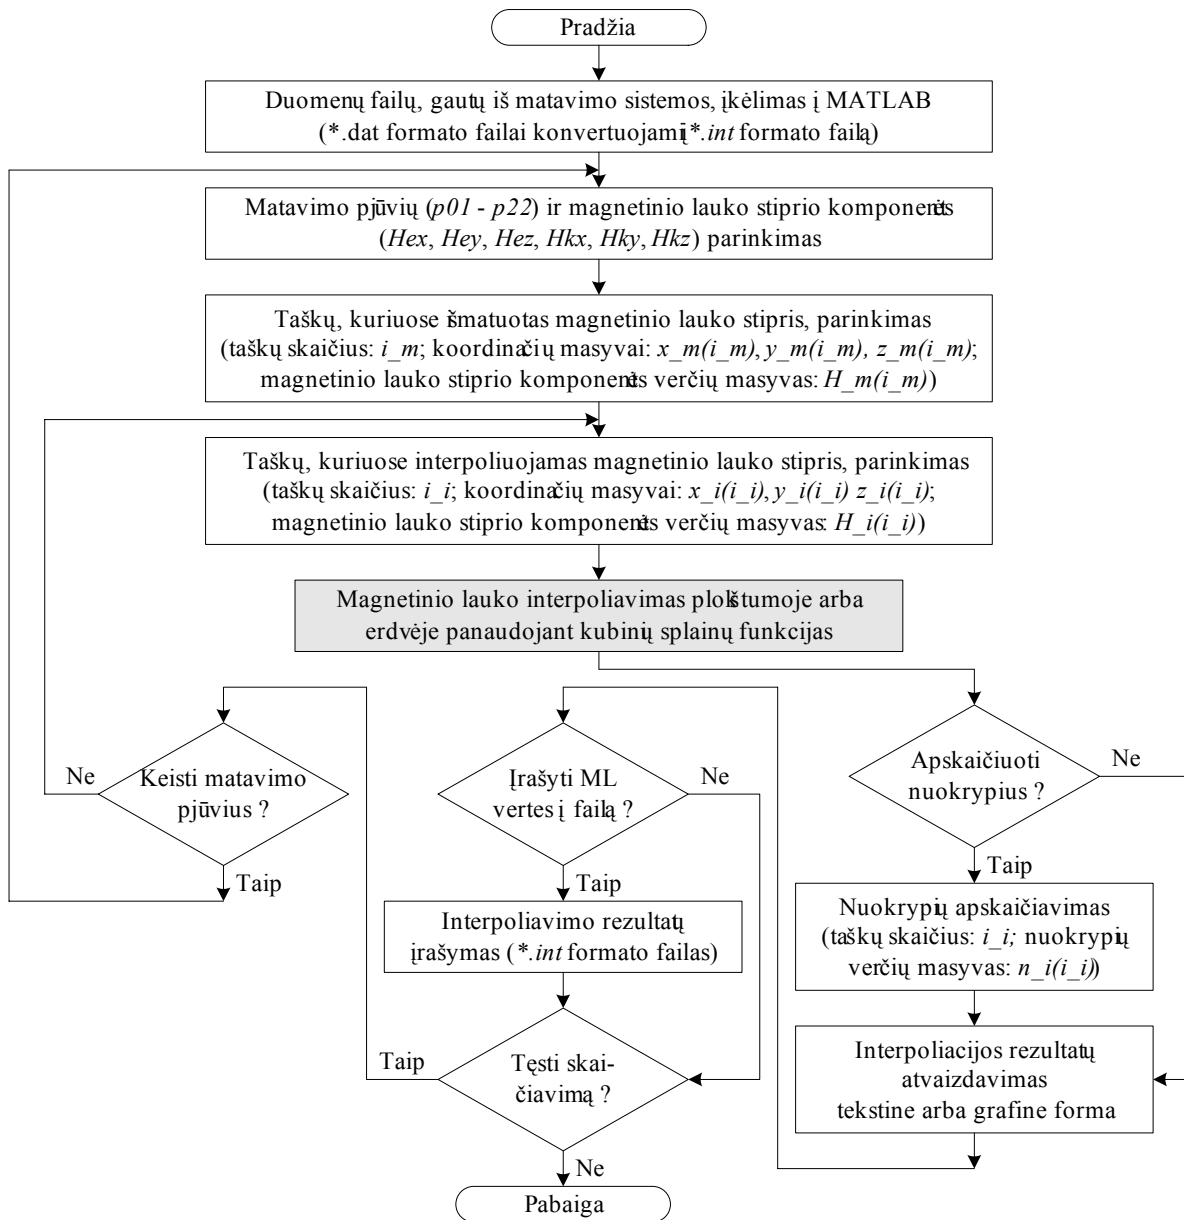 Pradžia
Duomenų failų, gautų iš matavimo sistemos, įkėlimas į MATLAB
(*.dat formato failai konvertuojami į *.int formato failą)
Matavimo pjūvių (p01 - p22) ir magnetinio lauko stiprio komponentės
(Hex, Hey, Hez, Hkx, Hky, Hkz) parinkimas
Taškų, kuriuose išmatuotas magnetinio lauko stipris, parinkimas
(taškų skaičius: i_m; koordinačių masyvai: x_m(i_m), y_m(i_m), z_m(i_m);
magnetinio lauko stiprio komponentės verčių masyvas: H_m(i_m))
Taškų, kuriuose interpoliuojamas magnetinio lauko stipris, parinkimas
(taškų skaičius: i_i; koordinačių masyvai: x_i(i_i), y_i(i_i) z_i(i_i);
magnetinio lauko stiprio komponentės verčių masyvas: H_i(i_i))
Magnetinio lauko interpoliavimas plokštumoje arba
erdvėje panaudojant kubinių splainų funkcijas
Ne
Keisti matavimo
pjūvius ?
Taip
Įrašyti ML
vertes į failą ?
Ne
Taip
Apskaičiuoti
nuokrypius ?
Ne
Taip
Interpoliavimo rezultatų
įrašymas (*.int formato failas)
Nuokrypių apskaičiavimas
(taškų skaičius: i_i; nuokrypių
verčių masyvas: n_i(i_i))
Taip
Tęsti skai-
čiavimą ?
Ne
Interpoliacijos rezultatų
atvaizdavimas
tekstine arba grafine forma
Pabaiga